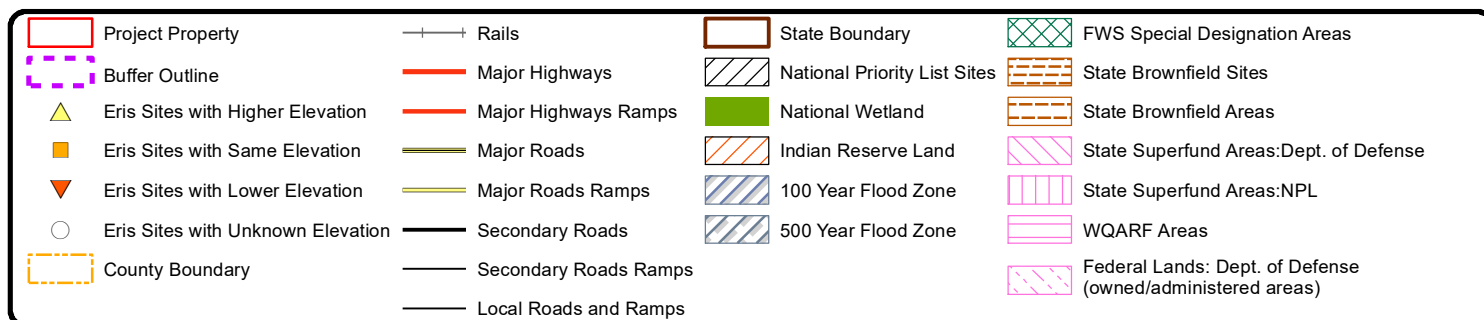 Project Property
Buffer Outline
Eris Sites with Higher Elevation
Eris Sites with Same Elevation
Eris Sites with Lower Elevation
Eris Sites with Unknown Elevation
County Boundary
Rails
Major Highways
Major Highways Ramps
Major Roads
Major Roads Ramps
Secondary Roads
Secondary Roads Ramps
Local Roads and Ramps
State Boundary
National Priority List Sites
National Wetland
Indian Reserve Land
100 Year Flood Zone
500 Year Flood Zone
FWS Special Designation Areas
State Brownfield Sites
State Brownfield Areas
State Superfund Areas:Dept. of Defense
State Superfund Areas:NPL
WQARF Areas
Federal Lands: Dept. of Defense
(owned/administered areas)